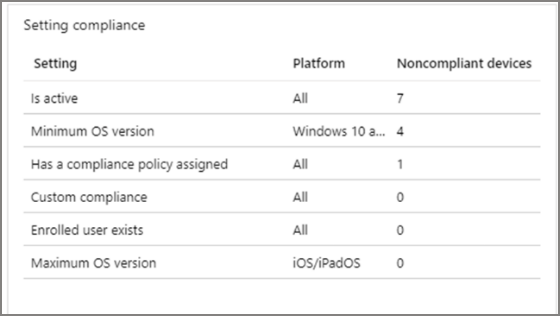 Setting compliance
Setting Platform Noncompliant devices
Is active All 7
Minimum OS version Windows 10 a... 4
Has a compliance policy assigned All 1
Custom compliance All 0
Enrolled user exists All 0
Maximum OS version iOS/iPadOS 0